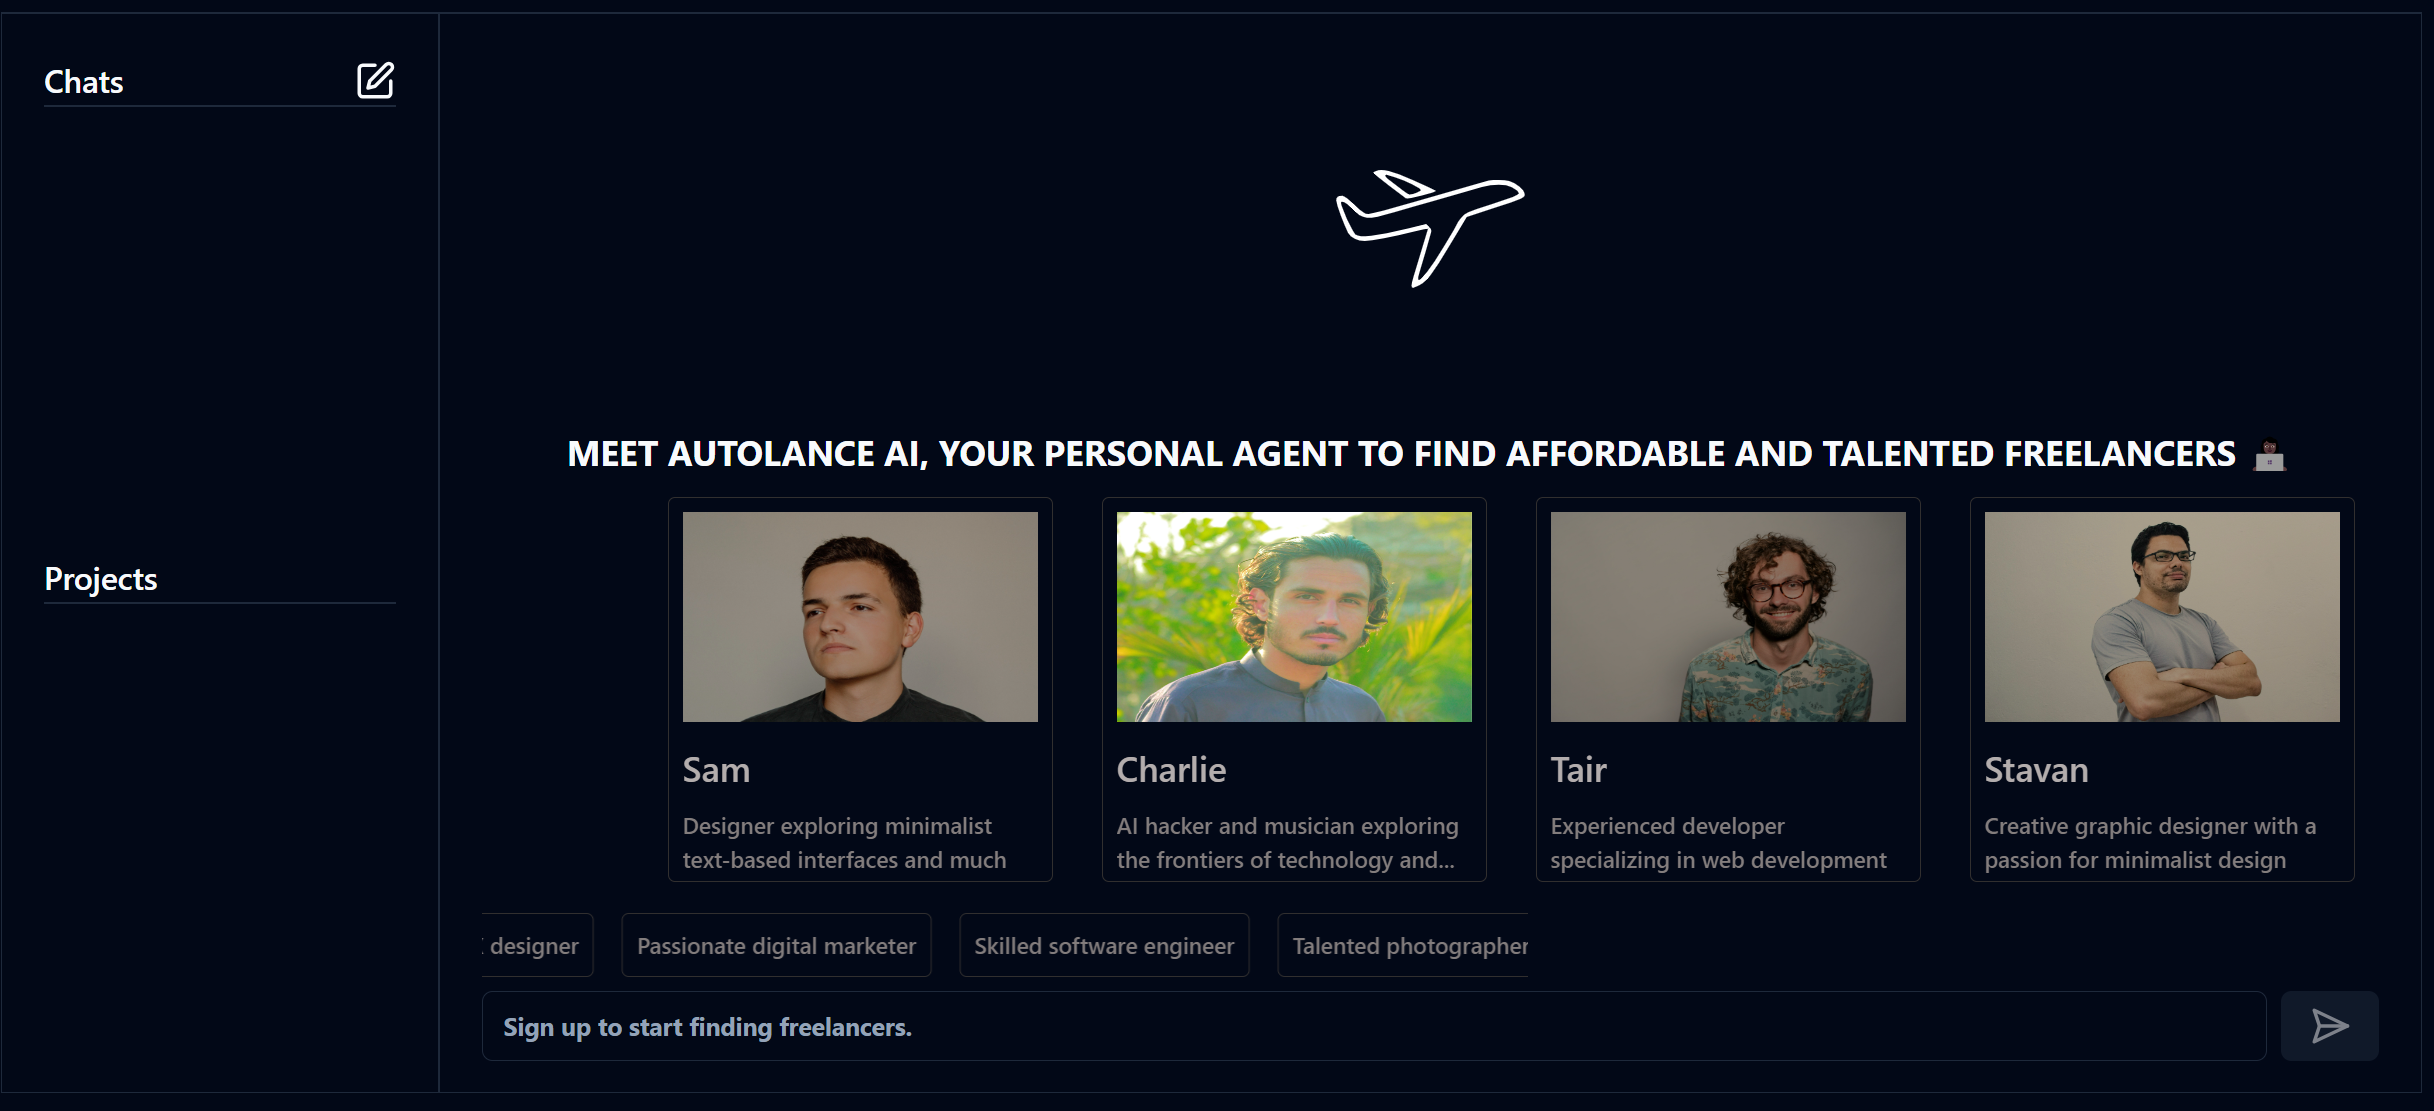 Chats
Projects
MEET AUTOLANCE AI, YOUR PERSONAL AGENT TO FIND AFFORDABLE AND TALENTED FREELANCERS
Sam
Designer exploring minimalist
text-based interfaces and much
Charlie
AI hacker and musician exploring
the frontiers of technology and...
Tair
Experienced developer
specializing in web development
Stavan
Creative graphic designer with a
passion for minimalist design
designer
Passionate digital marketer
Skilled software engineer
Talented photographer
Sign up to start finding freelancers.